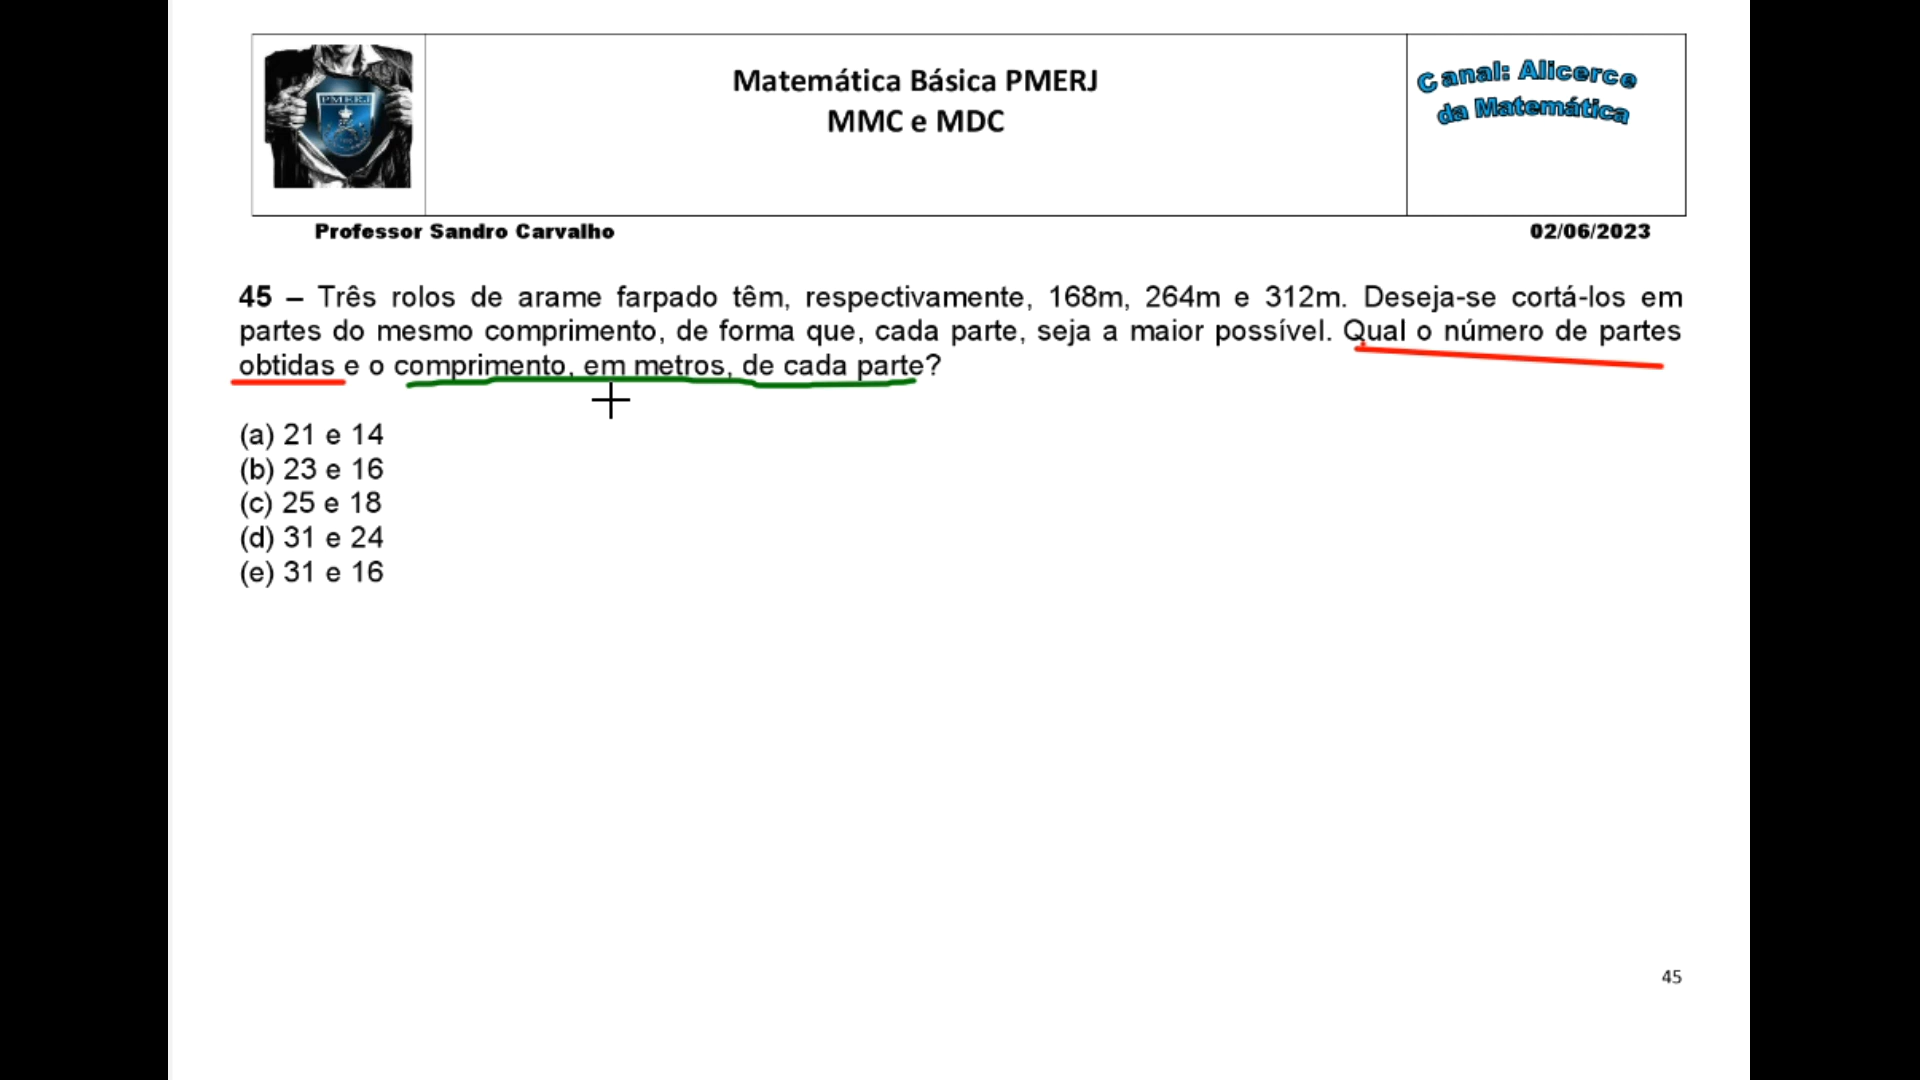 PMERJ
Matemática Básica PMERJ
MMC e MDC
Canal: Alicerce
da Matemática
Professor Sandro Carvalho
02/06/2023
45 – Três rolos de arame farpado têm, respectivamente, 168m, 264m e 312m. Deseja-se cortá-los em
partes do mesmo comprimento, de forma que, cada parte, seja a maior possível. Qual o número de partes
obtidas e o comprimento, em metros, de cada parte?
(a) 21 e 14
(b) 23 e 16
(c) 25 e 18
(d) 31 e 24
(e) 31 e 16
45